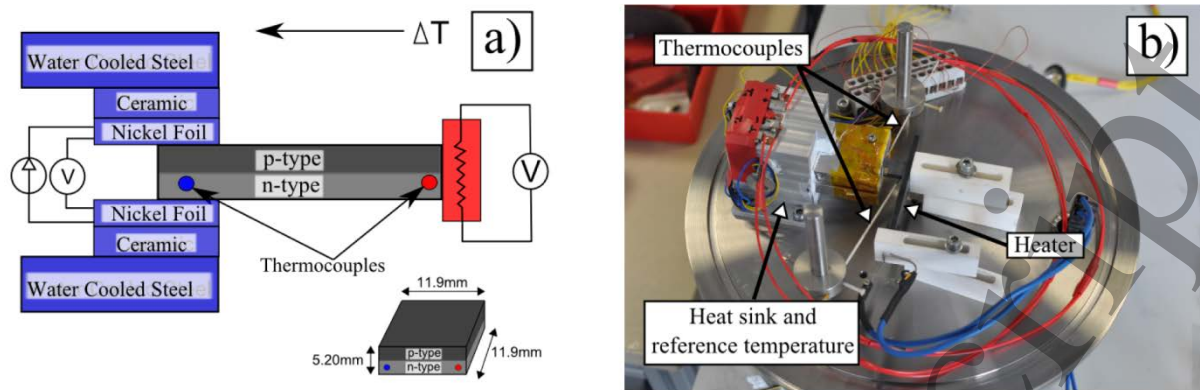 ΔT
a)
Water Cooled Steel
Ceramic
Nickel Foil
V
p-type
n-type
V
Nickel Foil
Ceramic
Water Cooled Steel
Thermocouples
11.9mm
5.20mm
p-type
n-type
11.9mm
b)
Thermocouples
Heater
Heat sink and
reference temperature